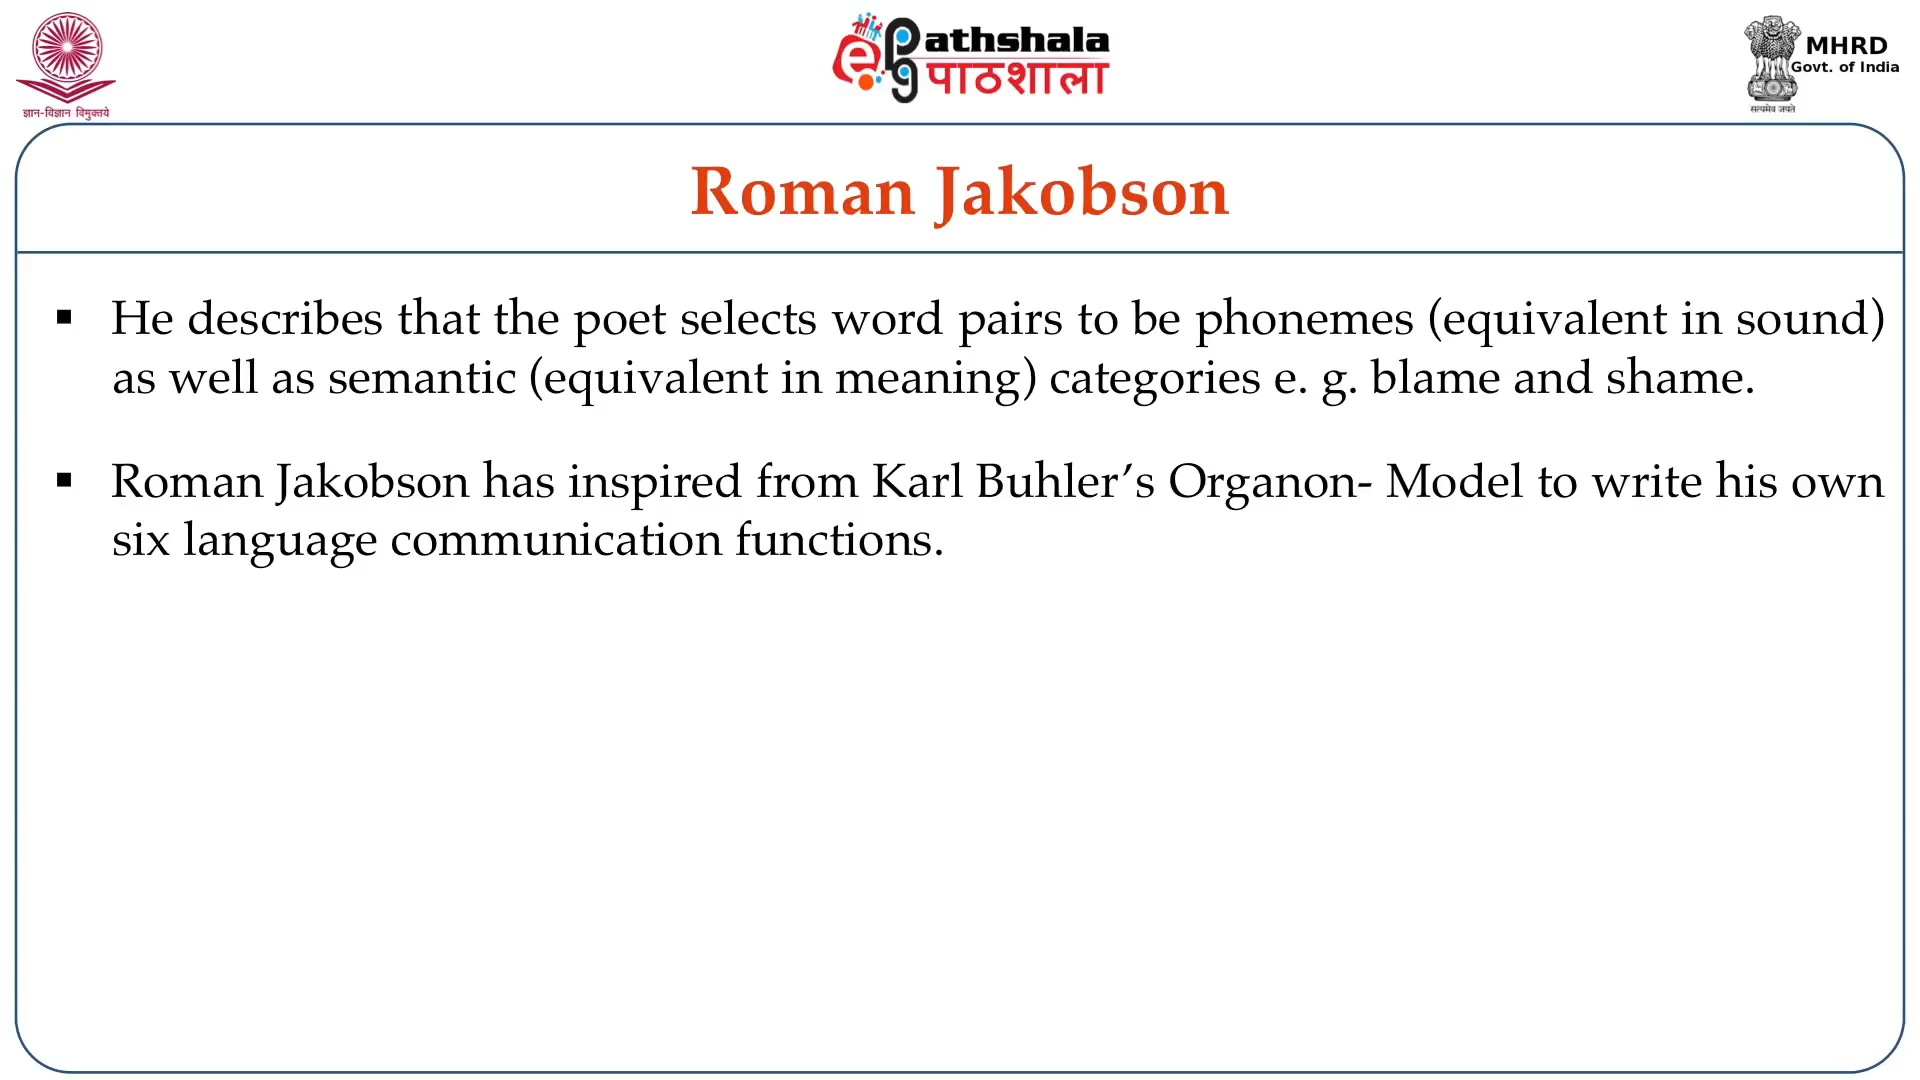 ज्ञान-विज्ञान विमुक्तये
e
PG
athshala
पाठशाला
MHRD
Govt. of India
सत्यमेव जयते
Roman Jakobson
▪ He describes that the poet selects word pairs to be phonemes (equivalent in sound)
as well as semantic (equivalent in meaning) categories e. g. blame and shame.
▪ Roman Jakobson has inspired from Karl Buhler’s Organon- Model to write his own
six language communication functions.